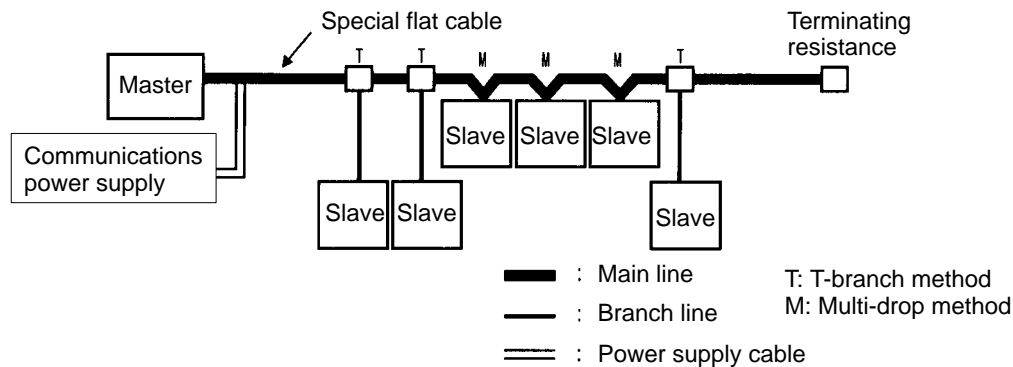 Special flat cable
Terminating
resistance
T T M M M T
Master
Slave Slave Slave
Communications
power supply
Slave Slave Slave
: Main line
: Branch line
: Power supply cable
T: T-branch method
M: Multi-drop method